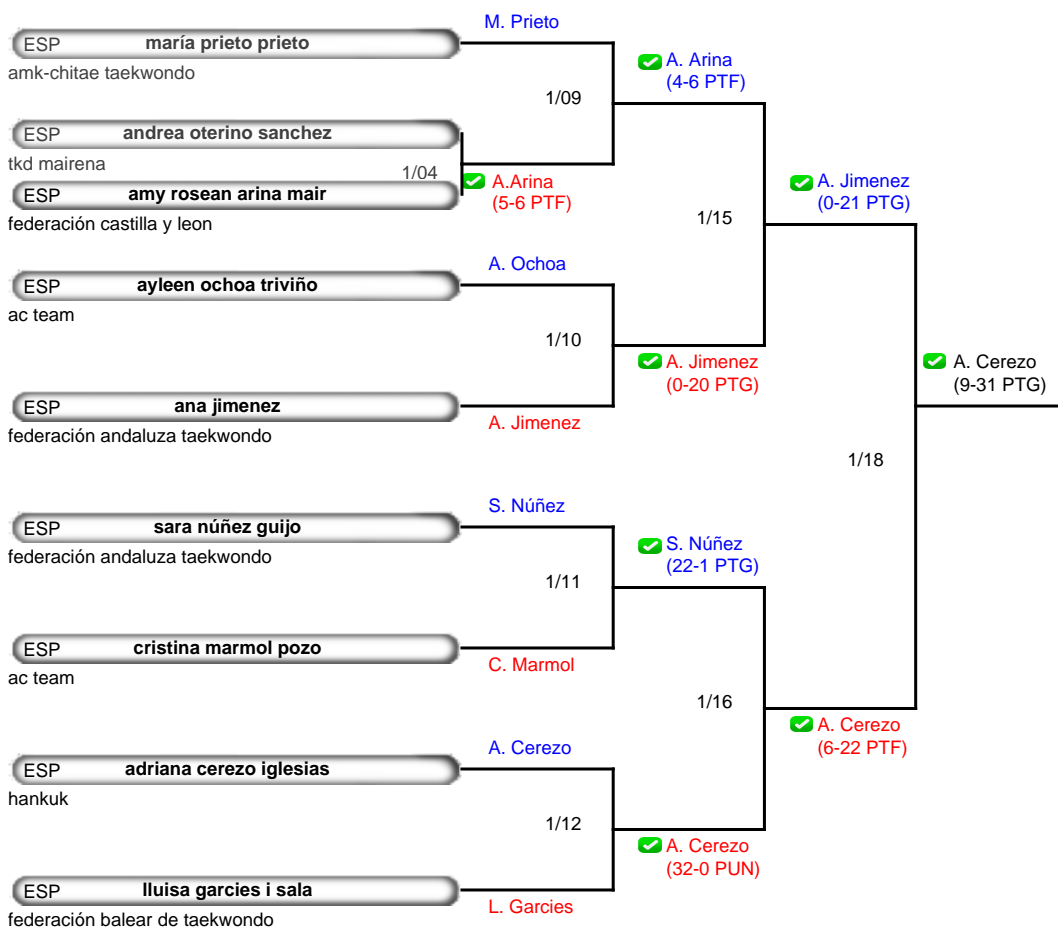 M. Prieto
ESP maría prieto prieto
amk-chitae taekwondo
A. Arina
(4-6 PTF)
1/09
ESP andrea oterino sanchez
tkd mairena
1/04
A.Arina
(5-6 PTF)
ESP amy rosean arina mair
federación castilla y leon
A. Jimenez
(0-21 PTG)
1/15
A. Ochoa
ESP ayleen ochoa triviño
ac team
1/10
A. Jimenez
(0-20 PTG)
A. Cerezo
(9-31 PTG)
ESP ana jimenez
federación andaluza taekwondo
A. Jimenez
1/18
S. Núñez
ESP sara núñez guijo
federación andaluza taekwondo
S. Núñez
(22-1 PTG)
1/11
ESP cristina marmol pozo
ac team
C. Marmol
1/16
A. Cerezo
(6-22 PTF)
A. Cerezo
ESP adriana cerezo iglesias
hankuk
1/12
A. Cerezo
(32-0 PUN)
ESP lluisa garcies i sala
federación balear de taekwondo
L. Garcies